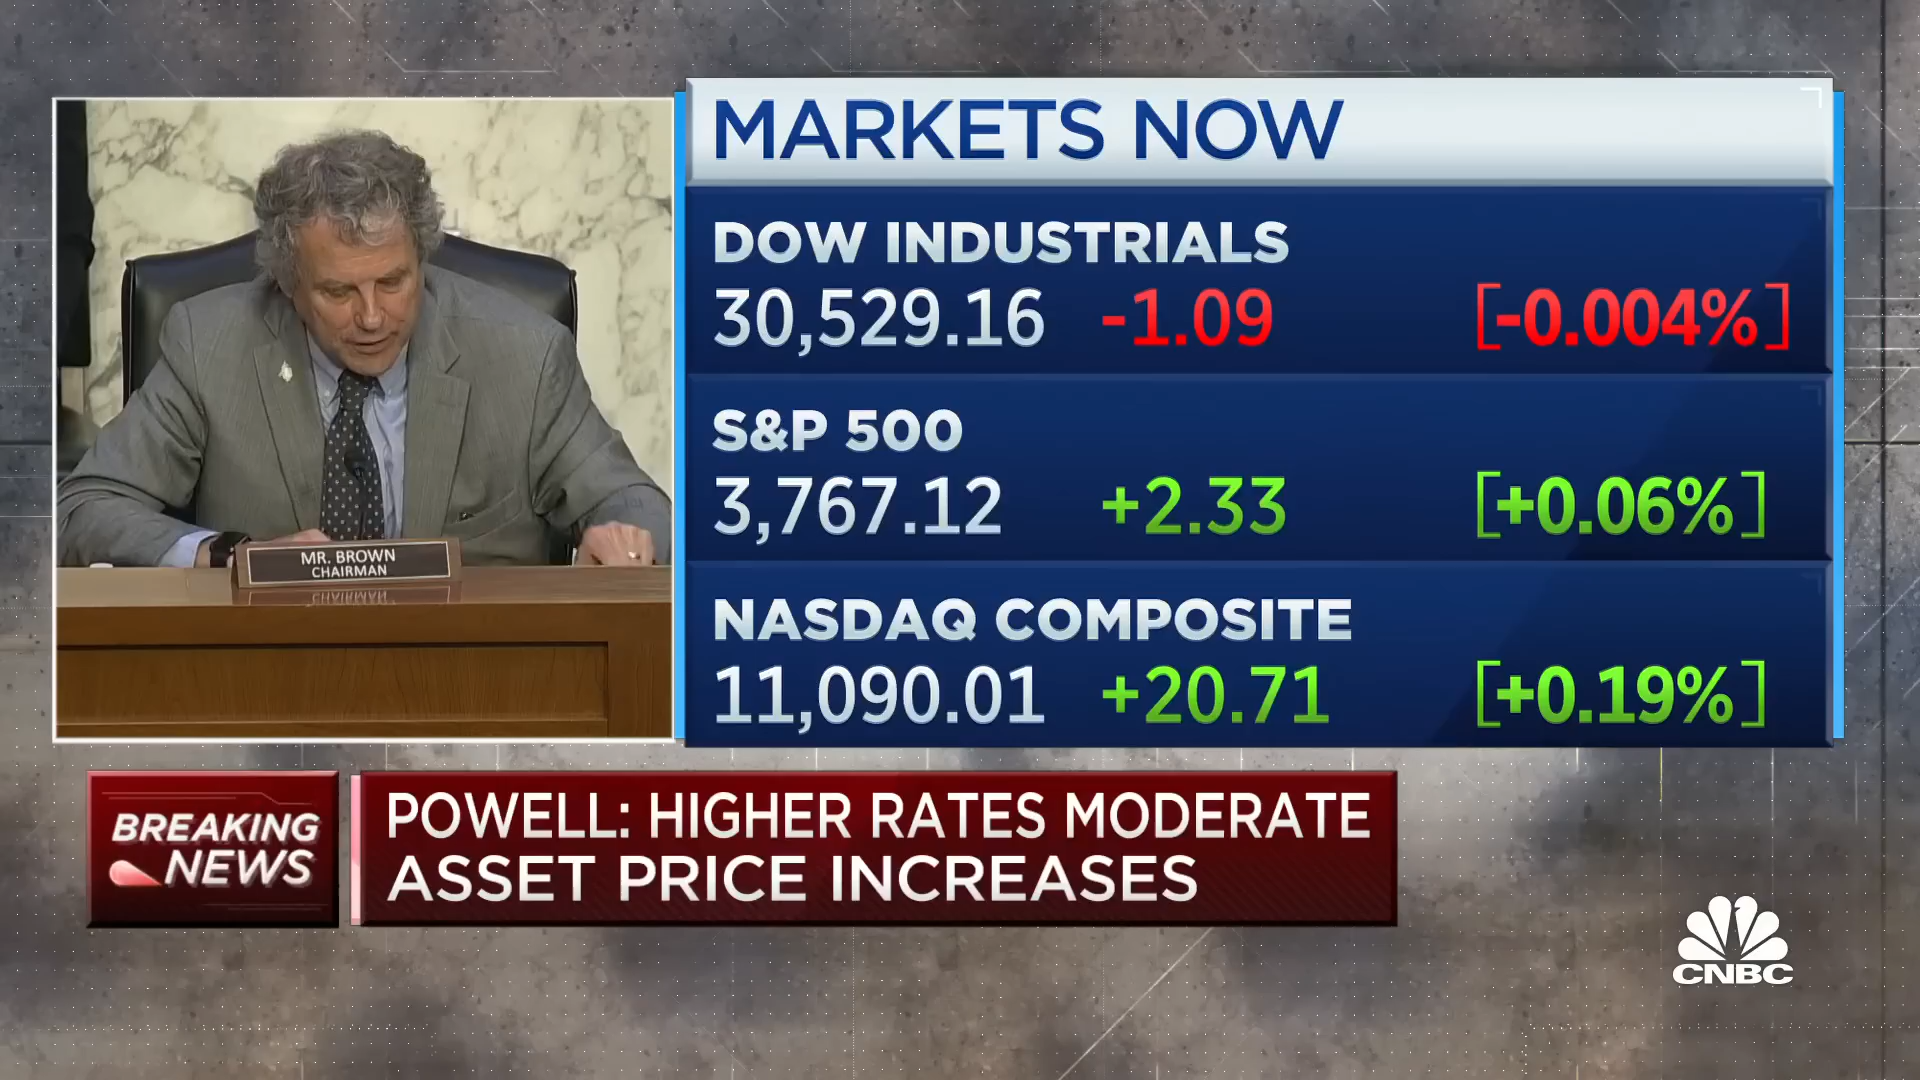 MARKETS NOW
DOW INDUSTRIALS
30,529.16 -1.09 [-0.004%]
S&P 500
3,767.12 +2.33 [+0.06%]
NASDAQ COMPOSITE
11,090.01 +20.71 [+0.19%]
MR. BROWN
CHAIRMAN
BREAKING
NEWS
POWELL: HIGHER RATES MODERATE
ASSET PRICE INCREASES
CNBC